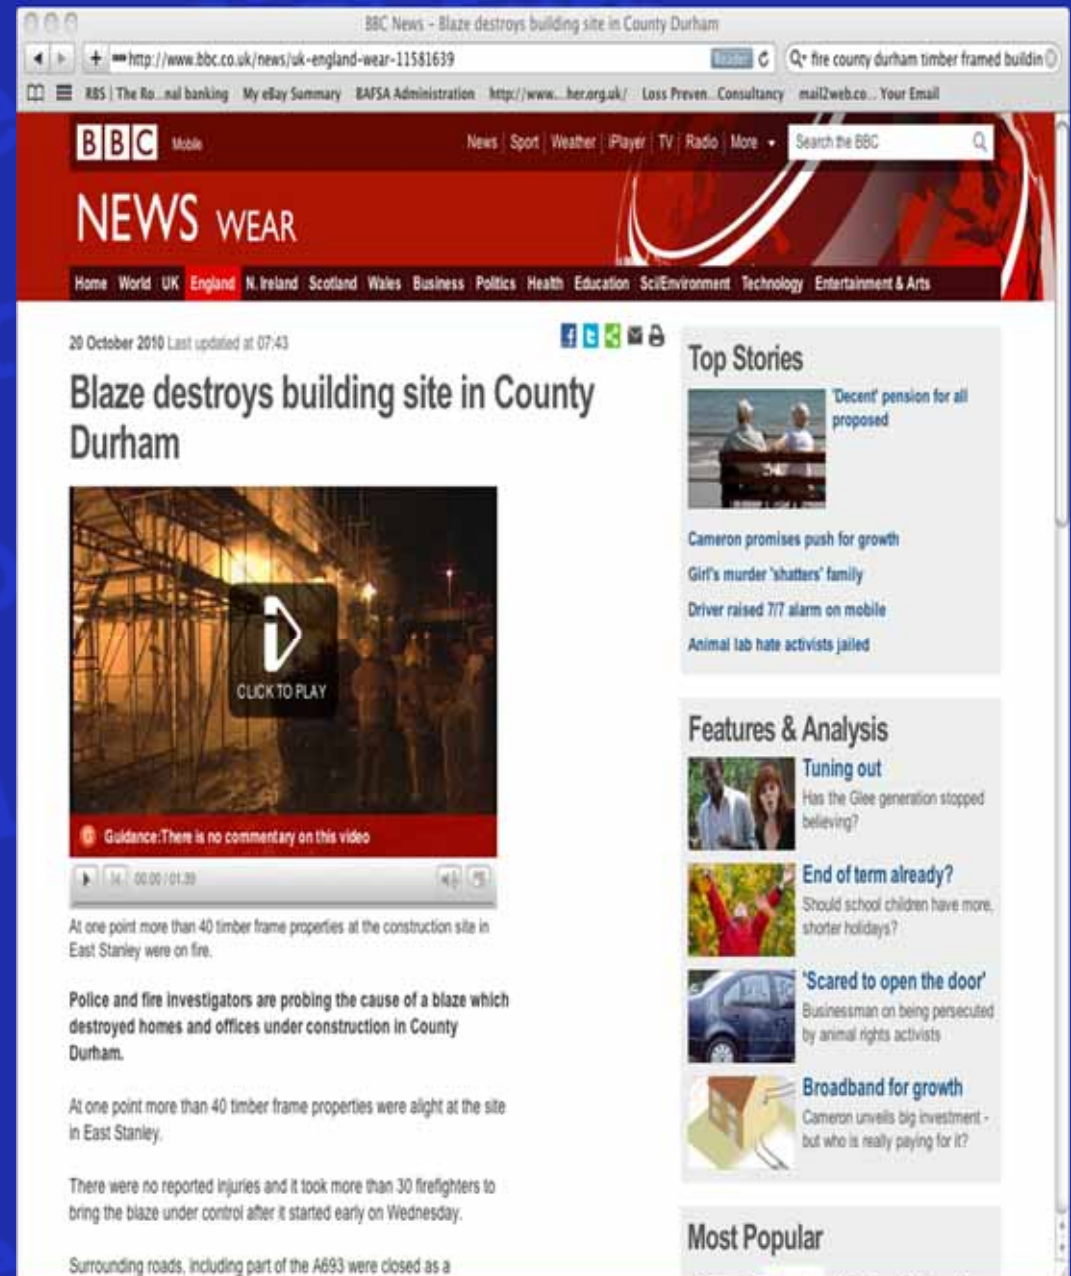 BBC News – Blaze destroys building site in County Durham
http://www.bbc.co.uk/news/uk-england-wear-11581639
Reader
fire county durham timber framed buildin
RBS | The Ro...nal banking My eBay Summary BAFSA Administration http://www....her.org.uk/ Loss Preven...Consultancy mail2web.co... Your Email
BBC Mobile
News Sport Weather iPlayer TV Radio More
Search the BBC
NEWS WEAR
Home World UK England N. Ireland Scotland Wales Business Politics Health Education Sci/Environment Technology Entertainment & Arts
20 October 2010 Last updated at 07:43
Blaze destroys building site in County
Durham
CLICK TO PLAY
Guidance:There is no commentary on this video
00:00 / 01:39
At one point more than 40 timber frame properties at the construction site in
East Stanley were on fire.
Police and fire investigators are probing the cause of a blaze which
destroyed homes and offices under construction in County
Durham.
At one point more than 40 timber frame properties were alight at the site
in East Stanley.
There were no reported injuries and it took more than 30 firefighters to
bring the blaze under control after it started early on Wednesday.
Surrounding roads, including part of the A693 were closed as a
Top Stories
'Decent' pension for all
proposed
Cameron promises push for growth
Girl's murder 'shatters' family
Driver raised 7/7 alarm on mobile
Animal lab hate activists jailed
Features & Analysis
Tuning out
Has the Glee generation stopped
believing?
End of term already?
Should school children have more,
shorter holidays?
'Scared to open the door'
Businessman on being persecuted
by animal rights activists
Broadband for growth
Cameron unveils big investment -
but who is really paying for it?
Most Popular